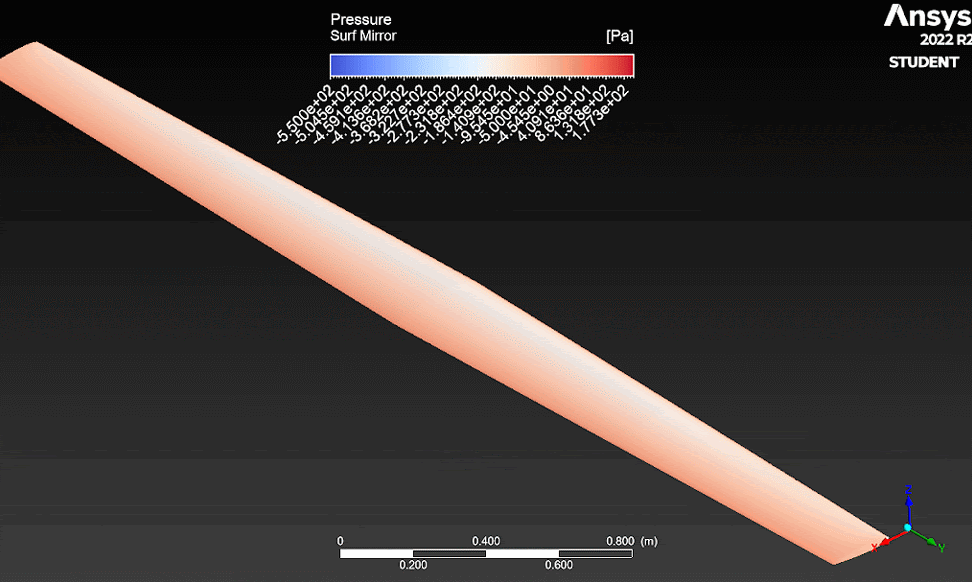 Pressure
Surf Mirror
[Pa]
Ansys
2022 R2
STUDENT
-5.500e+02
-5.045e+02
-4.591e+02
-4.136e+02
-3.682e+02
-3.227e+02
-2.773e+02
-2.318e+02
-1.864e+02
-1.409e+02
-9.545e+01
-5.000e+01
-4.545e+00
4.091e+01
8.636e+01
1.318e+02
1.773e+02
0 0.400 0.800 (m)
0.200 0.600
Z
X
Y